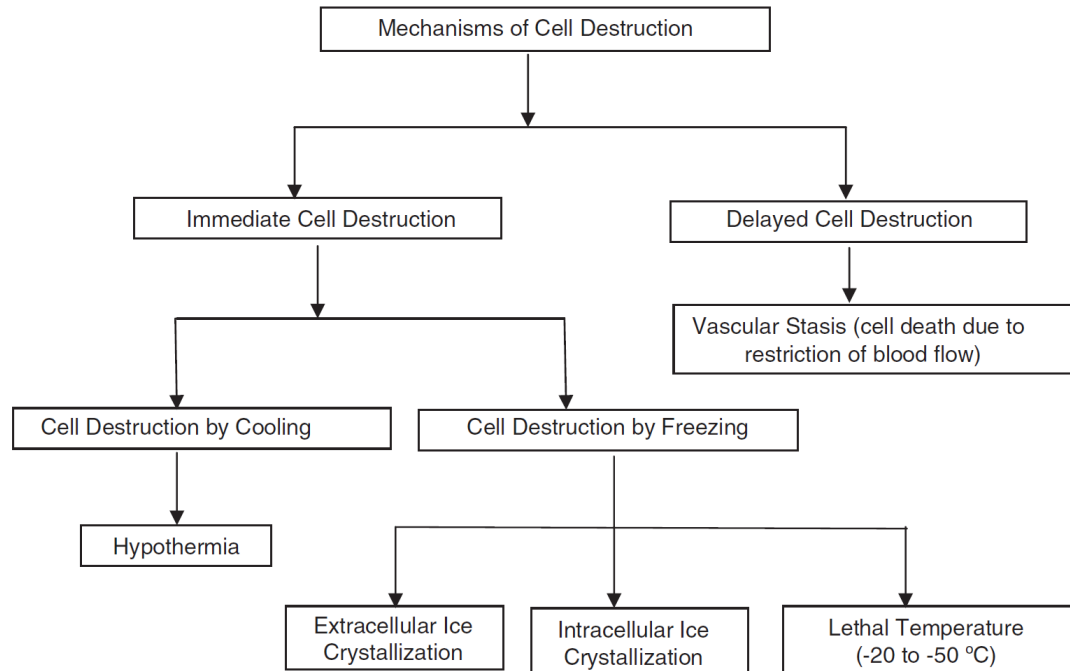 Mechanisms of Cell Destruction
Immediate Cell Destruction
Delayed Cell Destruction
Vascular Stasis (cell death due to
restriction of blood flow)
Cell Destruction by Cooling
Cell Destruction by Freezing
Hypothermia
Extracellular Ice
Crystallization
Intracellular Ice
Crystallization
Lethal Temperature
(-20 to -50 ºC)